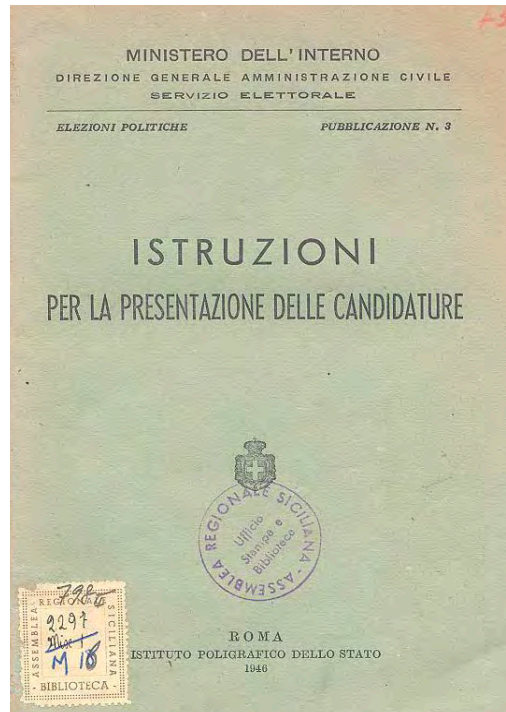 MINISTERO DELL'INTERNO
DIREZIONE GENERALE AMMINISTRAZIONE CIVILE
SERVIZIO ELETTORALE
ELEZIONI POLITICHE PUBBLICAZIONE N. 3
ISTRUZIONI
PER LA PRESENTAZIONE DELLE CANDIDATURE
ASSEMBLEA REGIONALE SICILIANA
Ufficio
Stampa e
Biblioteca
ASSEMBLEA REGIONALE SICILIANA
2297
M 18
BIBLIOTECA
ROMA
ISTITUTO POLIGRAFICO DELLO STATO
1946